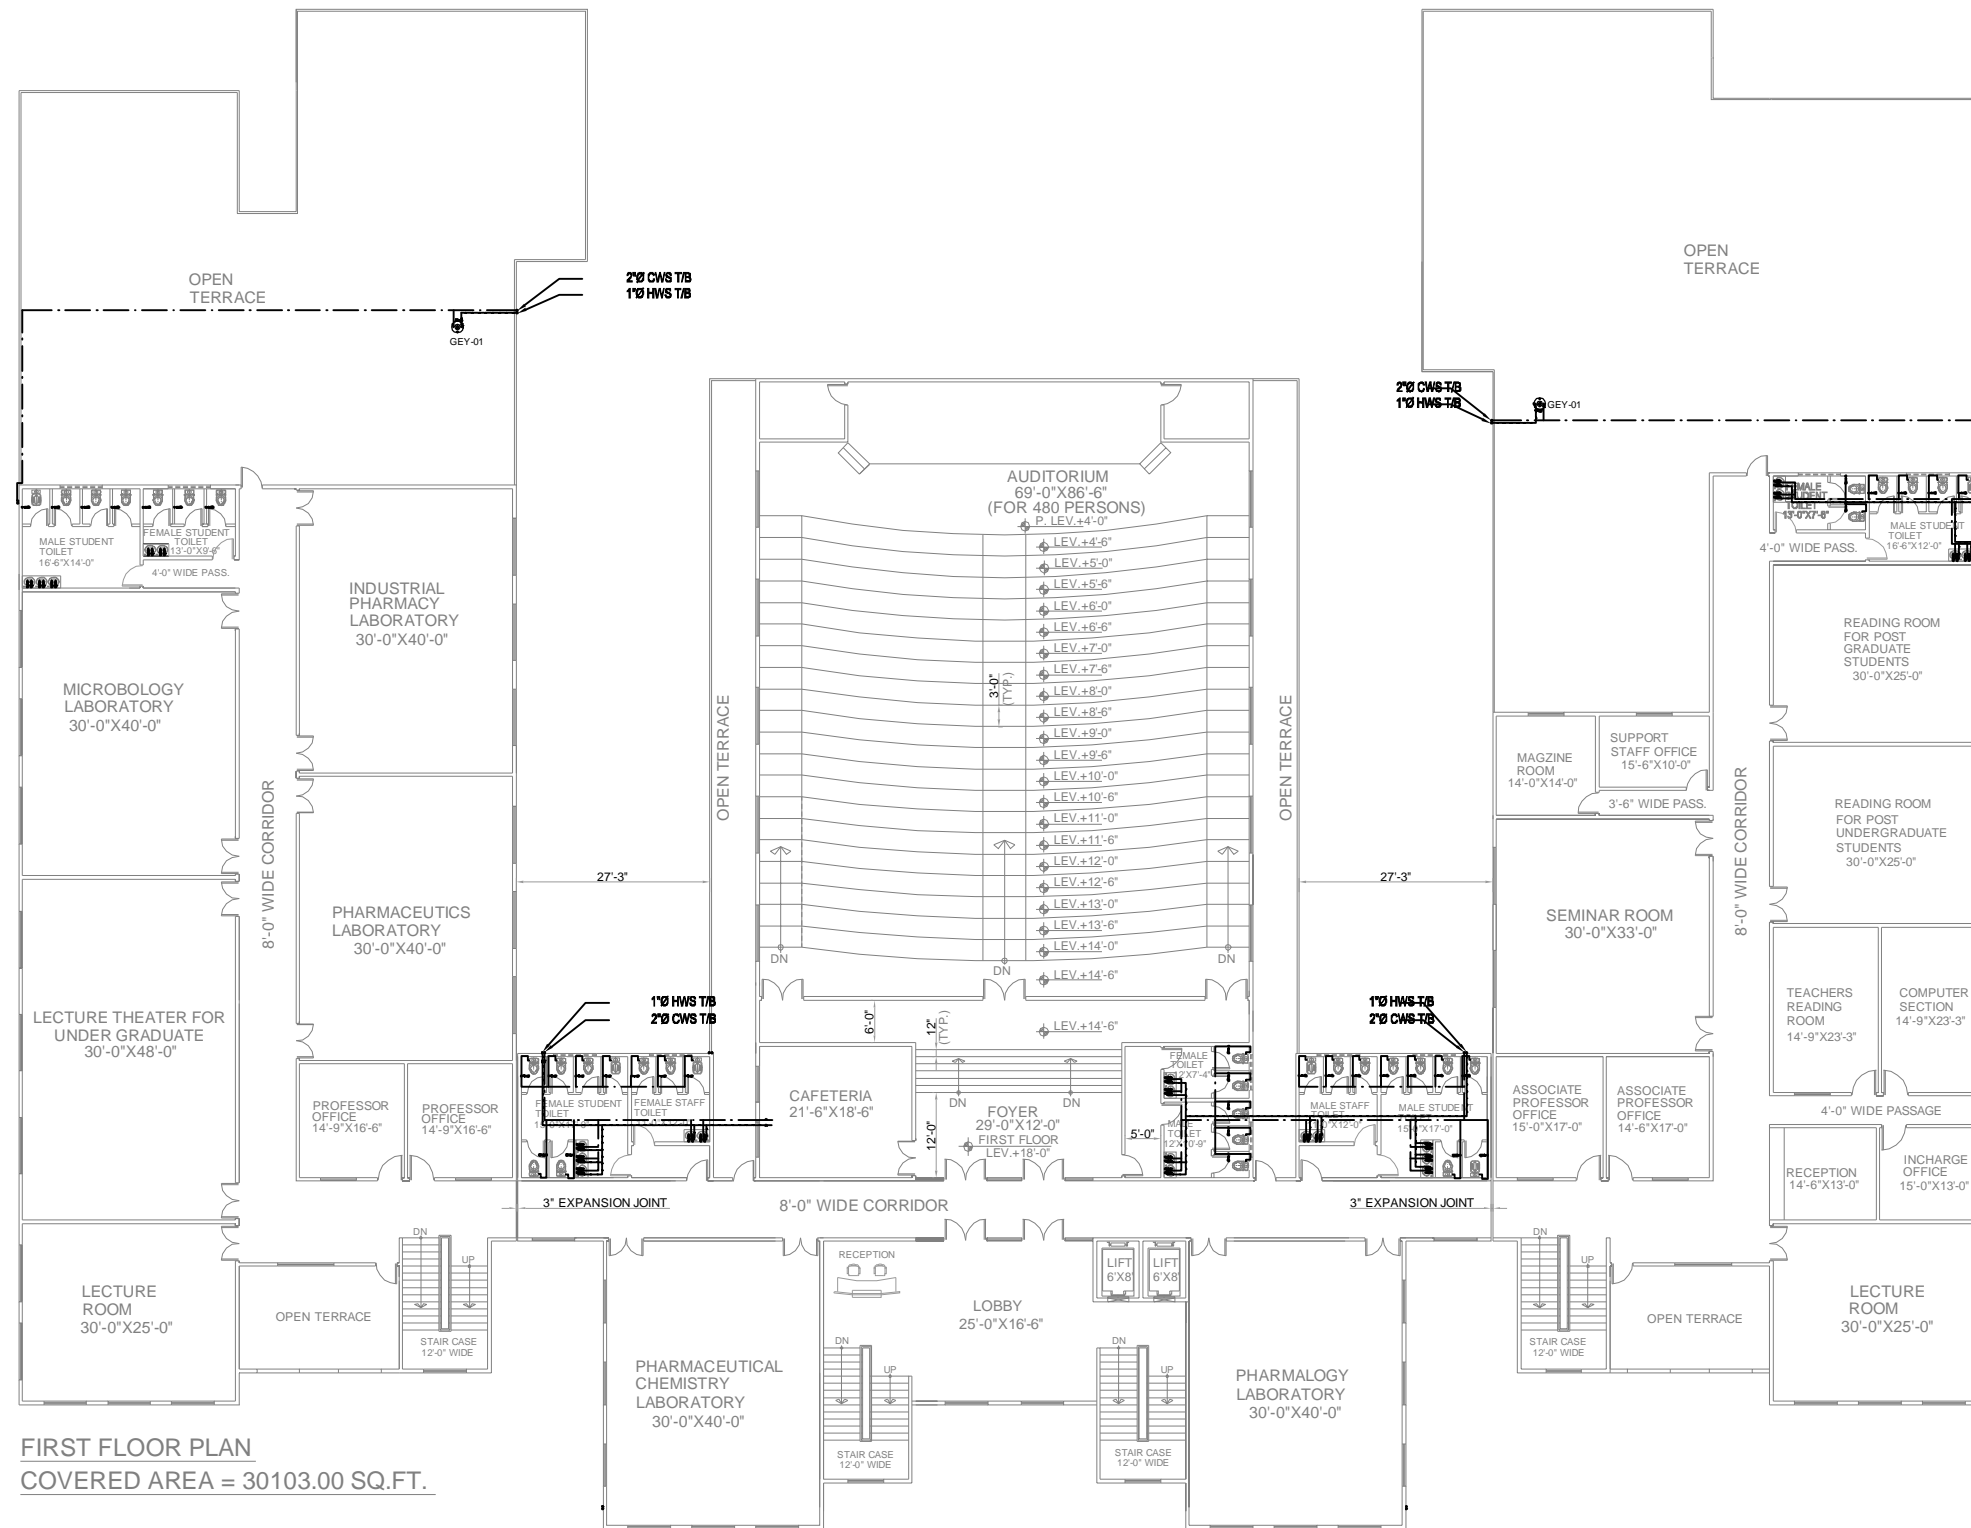 OPEN
TERRACE
2"Ø CWS T/B
1"Ø HWS T/B
GEY-01
OPEN
TERRACE
2"Ø CWS T/B
1"Ø HWS T/B
GEY-01
AUDITORIUM
69'-0"X86'-6"
(FOR 480 PERSONS)
P. LEV.+4'-0"
LEV.+4'-6"
LEV.+5'-0"
LEV.+5'-6"
LEV.+6'-0"
LEV.+6'-6"
LEV.+7'-0"
LEV.+7'-6"
LEV.+8'-0"
LEV.+8'-6"
LEV.+9'-0"
LEV.+9'-6"
LEV.+10'-0"
LEV.+10'-6"
LEV.+11'-0"
LEV.+11'-6"
LEV.+12'-0"
LEV.+12'-6"
LEV.+13'-0"
LEV.+13'-6"
LEV.+14'-0"
LEV.+14'-6"
LEV.+14'-6"
3'-0"
(TYP.)
DN
DN
DN
OPEN TERRACE
OPEN TERRACE
27'-3"
27'-3"
MALE STUDENT
TOILET
16'-6"X14'-0"
FEMALE STUDENT
TOILET
13'-0"X9'-6"
4'-0" WIDE PASS.
INDUSTRIAL
PHARMACY
LABORATORY
30'-0"X40'-0"
MICROBOLOGY
LABORATORY
30'-0"X40'-0"
8'-0" WIDE CORRIDOR
PHARMACEUTICS
LABORATORY
30'-0"X40'-0"
LECTURE THEATER FOR
UNDER GRADUATE
30'-0"X48'-0"
PROFESSOR
OFFICE
14'-9"X16'-6"
PROFESSOR
OFFICE
14'-9"X16'-6"
1"Ø HWS T/B
2"Ø CWS T/B
FEMALE STUDENT
TOILET
FEMALE STAFF
TOILET
6'-0"
12"
(TYP.)
CAFETERIA
21'-6"X18'-6"
DN
DN
FOYER
29'-0"X12'-0"
FIRST FLOOR
LEV.+18'-0"
12'-0"
5'-0"
FEMALE
TOILET
12'X7'-4"
MALE
TOILET
1"Ø HWS T/B
2"Ø CWS T/B
MALE STAFF
TOILET
MALE STUDENT
TOILET
15'-0"X17'-0"
MALE STUDENT
TOILET
16'-6"X12'-0"
TOILET
13'-0"X7'-6"
4'-0" WIDE PASS.
READING ROOM
FOR POST
GRADUATE
STUDENTS
30'-0"X25'-0"
MAGZINE
ROOM
14'-0"X14'-0"
SUPPORT
STAFF OFFICE
15'-6"X10'-0"
3'-6" WIDE PASS.
8'-0" WIDE CORRIDOR
READING ROOM
FOR POST
UNDERGRADUATE
STUDENTS
30'-0"X25'-0"
SEMINAR ROOM
30'-0"X33'-0"
TEACHERS
READING
ROOM
14'-9"X23'-3"
COMPUTER
SECTION
14'-9"X23'-3"
ASSOCIATE
PROFESSOR
OFFICE
15'-0"X17'-0"
ASSOCIATE
PROFESSOR
OFFICE
14'-6"X17'-0"
4'-0" WIDE PASSAGE
RECEPTION
14'-6"X13'-0"
INCHARGE
OFFICE
15'-0"X13'-0"
3" EXPANSION JOINT
8'-0" WIDE CORRIDOR
3" EXPANSION JOINT
LECTURE
ROOM
30'-0"X25'-0"
OPEN TERRACE
DN
UP
STAIR CASE
12'-0" WIDE
RECEPTION
LOBBY
25'-0"X16'-6"
LIFT
6'X8'
LIFT
6'X8'
PHARMACEUTICAL
CHEMISTRY
LABORATORY
30'-0"X40'-0"
DN
UP
STAIR CASE
12'-0" WIDE
DN
UP
STAIR CASE
12'-0" WIDE
PHARMALOGY
LABORATORY
30'-0"X40'-0"
DN
UP
STAIR CASE
12'-0" WIDE
OPEN TERRACE
LECTURE
ROOM
30'-0"X25'-0"
FIRST FLOOR PLAN
COVERED AREA = 30103.00 SQ.FT.